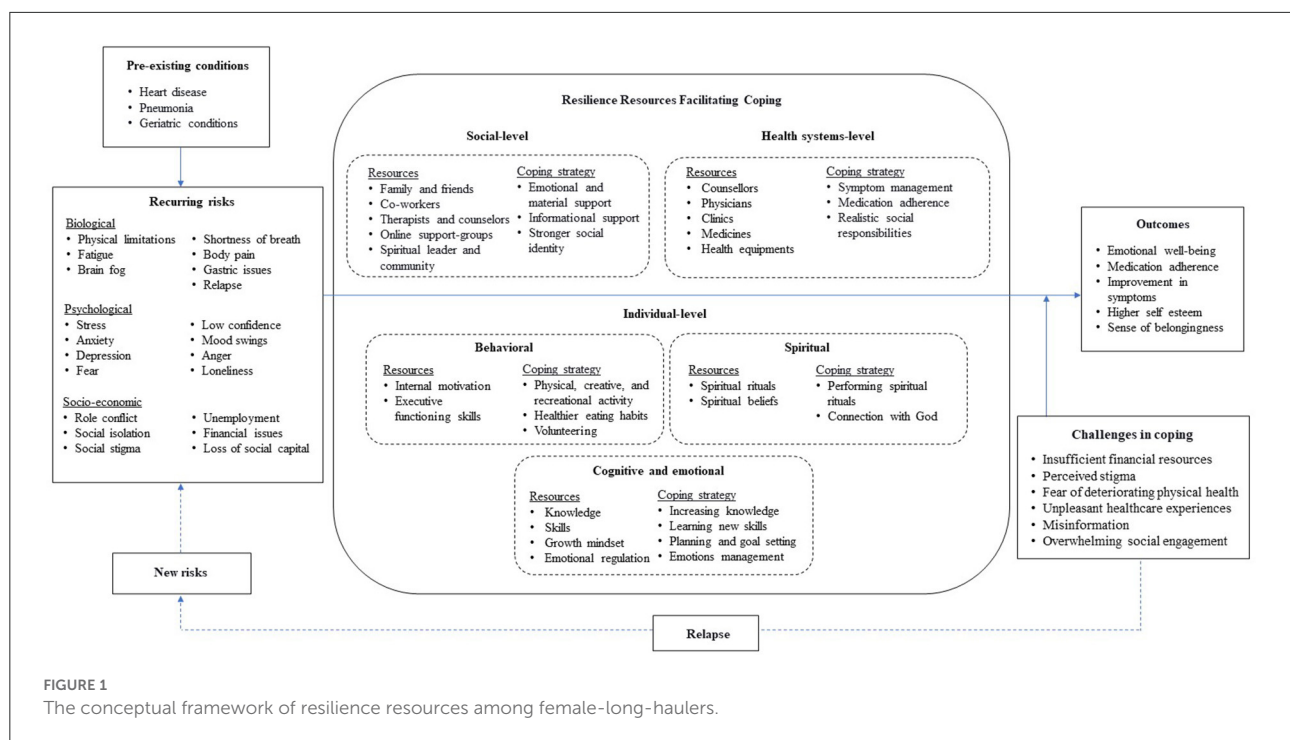 Pre-existing conditions
• Heart disease
• Pneumonia
• Geriatric conditions
Recurring risks
Biological
• Physical limitations
• Fatigue
• Brain fog
• Shortness of breath
• Body pain
• Gastric issues
• Relapse
Psychological
• Stress
• Anxiety
• Depression
• Fear
• Low confidence
• Mood swings
• Anger
• Loneliness
Socio-economic
• Role conflict
• Social isolation
• Social stigma
• Unemployment
• Financial issues
• Loss of social capital
New risks
Resilience Resources Facilitating Coping
Social-level
Resources
• Family and friends
• Co-workers
• Therapists and counselors
• Online support-groups
• Spiritual leader and
community
Coping strategy
• Emotional and
material support
• Informational support
• Stronger social
identity
Health systems-level
Resources
• Counsellors
• Physicians
• Clinics
• Medicines
• Health equipments
Coping strategy
• Symptom management
• Medication adherence
• Realistic social
responsibilities
Individual-level
Behavioral
Resources
• Internal motivation
• Executive
functioning skills
Coping strategy
• Physical, creative, and
recreational activity
• Healthier eating habits
• Volunteering
Spiritual
Resources
• Spiritual rituals
• Spiritual beliefs
Coping strategy
• Performing spiritual
rituals
• Connection with God
Cognitive and emotional
Resources
• Knowledge
• Skills
• Growth mindset
• Emotional regulation
Coping strategy
• Increasing knowledge
• Learning new skills
• Planning and goal setting
• Emotions management
Outcomes
• Emotional well-being
• Medication adherence
• Improvement in
symptoms
• Higher self esteem
• Sense of belongingness
Challenges in coping
• Insufficient financial resources
• Perceived stigma
• Fear of deteriorating physical health
• Unpleasant healthcare experiences
• Misinformation
• Overwhelming social engagement
Relapse
FIGURE 1
The conceptual framework of resilience resources among female-long-haulers.